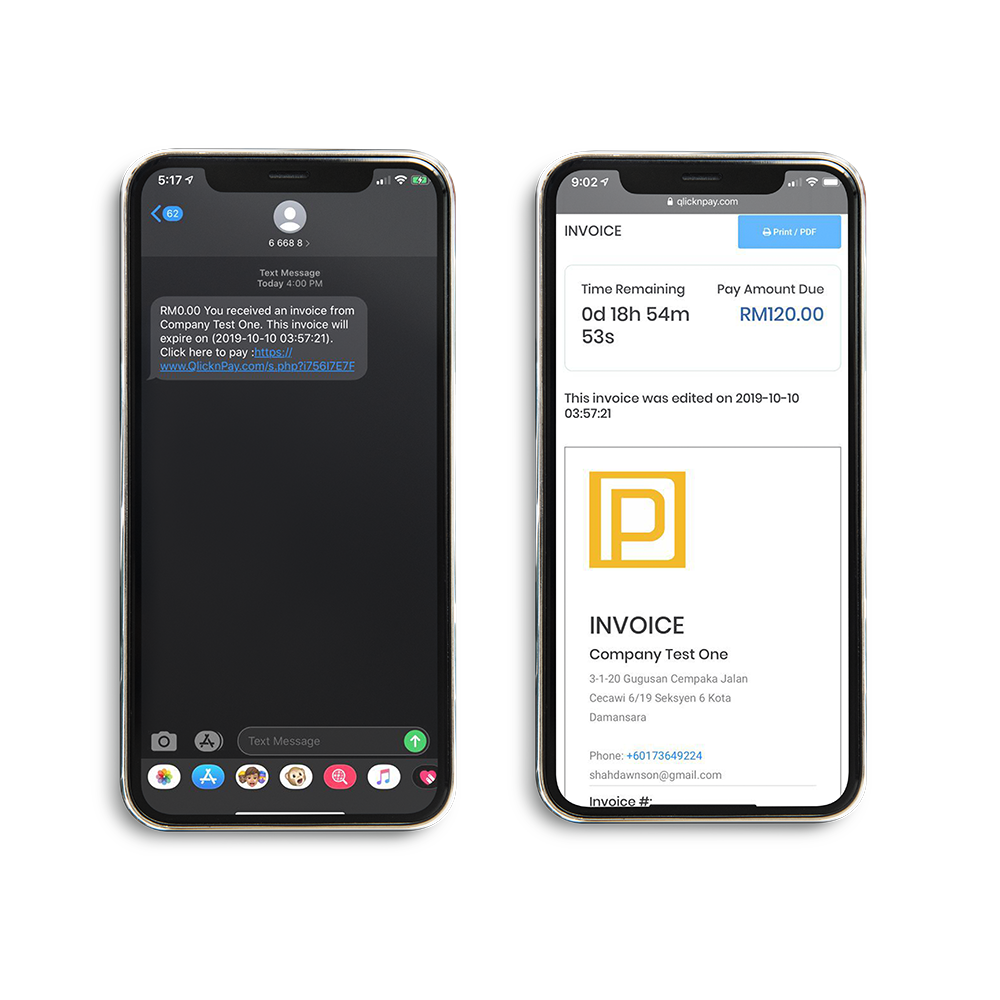 5:17
62
6 668 8 >
Text Message
Today 4:00 PM
RM0.00 You received an invoice from
Company Test One. This invoice will
expire on (2019-10-10 03:57:21).
Click here to pay :https://
www.QlicknPay.com/s.php?i756I7E7F
Text Message
9:02
qlicknpay.com
INVOICE
Print / PDF
Time Remaining
Pay Amount Due
0d 18h 54m
53s
RM120.00
This invoice was edited on 2019-10-10
03:57:21
P
INVOICE
Company Test One
3-1-20 Gugusan Cempaka Jalan
Cecawi 6/19 Seksyen 6 Kota
Damansara
Phone: +60173649224
shahdawnson@gmail.com
Invoice #: